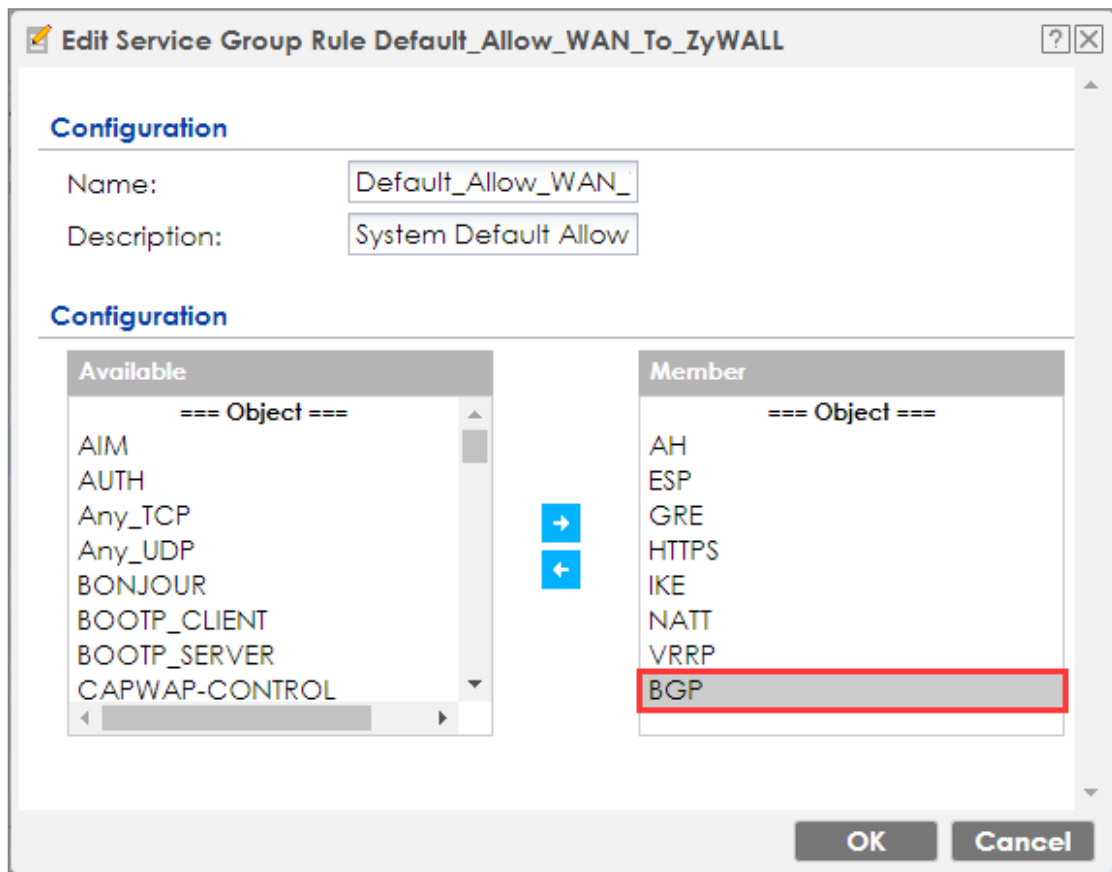 Edit Service Group Rule Default_Allow_WAN_To_ZyWALL
Configuration
Name: Default_Allow_WAN_
Description: System Default Allow
Configuration
Available
=== Object ===
AIM
AUTH
Any_TCP
Any_UDP
BONJOUR
BOOTP_CLIENT
BOOTP_SERVER
CAPWAP-CONTROL
Member
=== Object ===
AH
ESP
GRE
HTTPS
IKE
NATT
VRRP
BGP
OK Cancel